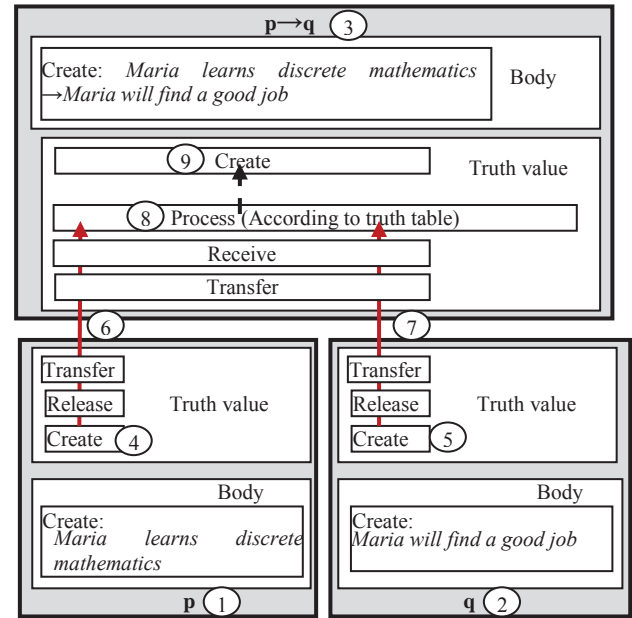 p→q 3
Create: Maria learns discrete mathematics
→Maria will find a good job
Body
9 Create
Truth value
8 Process (According to truth table)
Receive
Transfer
6 7
Transfer
Release
Create 4
Truth value
Transfer
Release
Create 5
Truth value
Body
Create:
Maria learns discrete
mathematics
p 1
Body
Create:
Maria will find a good job
q 2